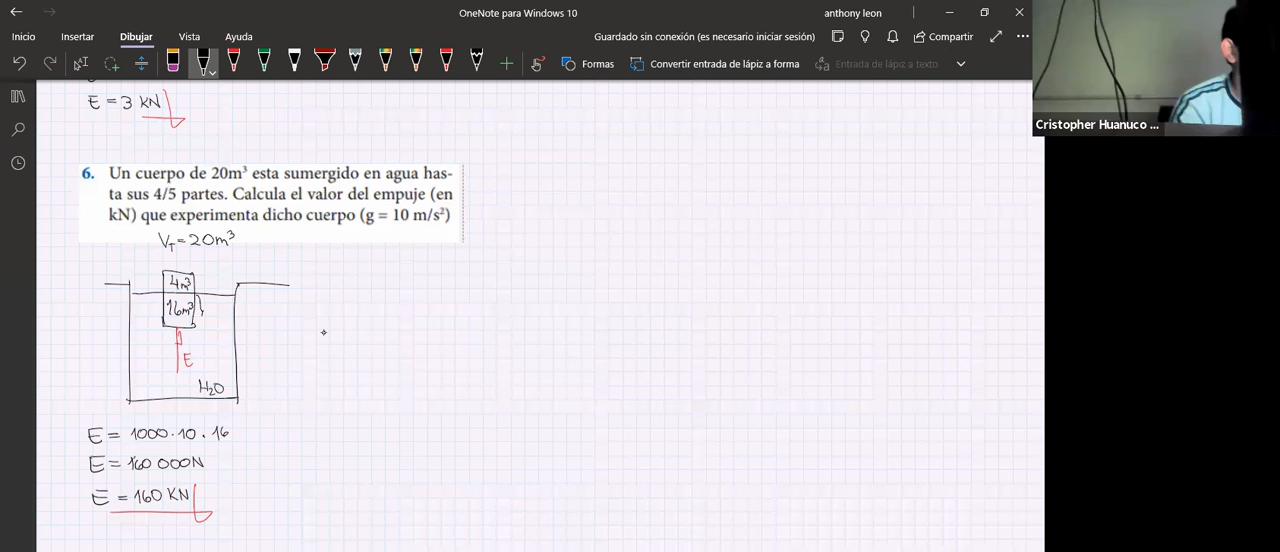 OneNote para Windows 10
anthony leon
Inicio
Insertar
Dibujar
Vista
Ayuda
Guardado sin conexión (es necesario iniciar sesión)
Compartir
Formas
Convertir entrada de lápiz a forma
Entrada de lápiz a texto
Cristopher Huanuco ...
E = 3 kN
6. Un cuerpo de 20m³ esta sumergido en agua has-
ta sus 4/5 partes. Calcula el valor del empuje (en
kN) que experimenta dicho cuerpo (g = 10 m/s²)
V_T = 20m³
4m³
16m³
E
H₂O
E = 1000·10·16
E = 160 000N
E = 160 KN